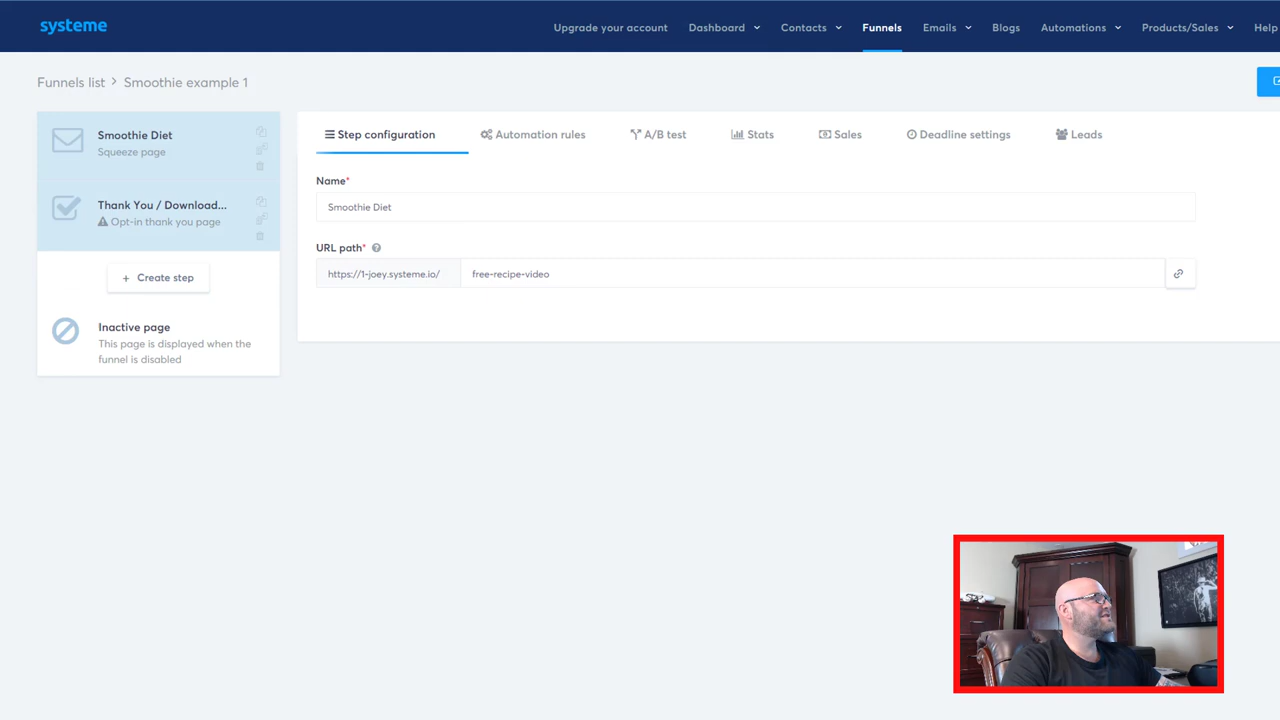 systeme
Upgrade your account Dashboard Contacts Funnels Emails Blogs Automations Products/Sales Help
Funnels list > Smoothie example 1
Smoothie Diet
Squeeze page
Thank You / Download...
Opt-in thank you page
+ Create step
Inactive page
This page is displayed when the
funnel is disabled
Step configuration Automation rules A/B test Stats Sales Deadline settings Leads
Name*
Smoothie Diet
URL path* ?
https://1-joey.systeme.io/ free-recipe-video